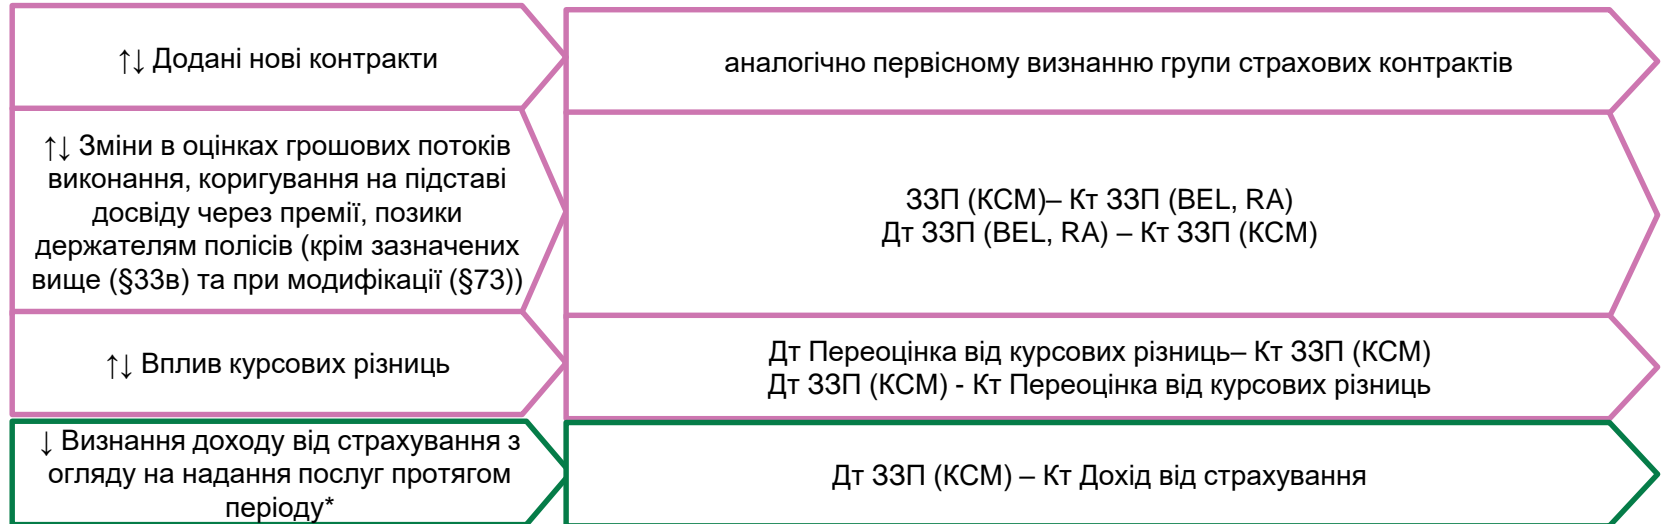 ↑↓ Додані нові контракти
аналогічно первісному визнанню групи страхових контрактів
↑↓ Зміни в оцінках грошових потоків
виконання, коригування на підставі
досвіду через премії, позики
держателям полісів (крім зазначених
вище (§33в) та при модифікації (§73))
ЗЗП (КСМ)– Кт ЗЗП (BEL, RA)
Дт ЗЗП (BEL, RA) – Кт ЗЗП (КСМ)
↑↓ Вплив курсових різниць
Дт Переоцінка від курсових різниць– Кт ЗЗП (КСМ)
Дт ЗЗП (КСМ) - Кт Переоцінка від курсових різниць
↓ Визнання доходу від страхування з
огляду на надання послуг протягом
періоду*
Дт ЗЗП (КСМ) – Кт Дохід від страхування